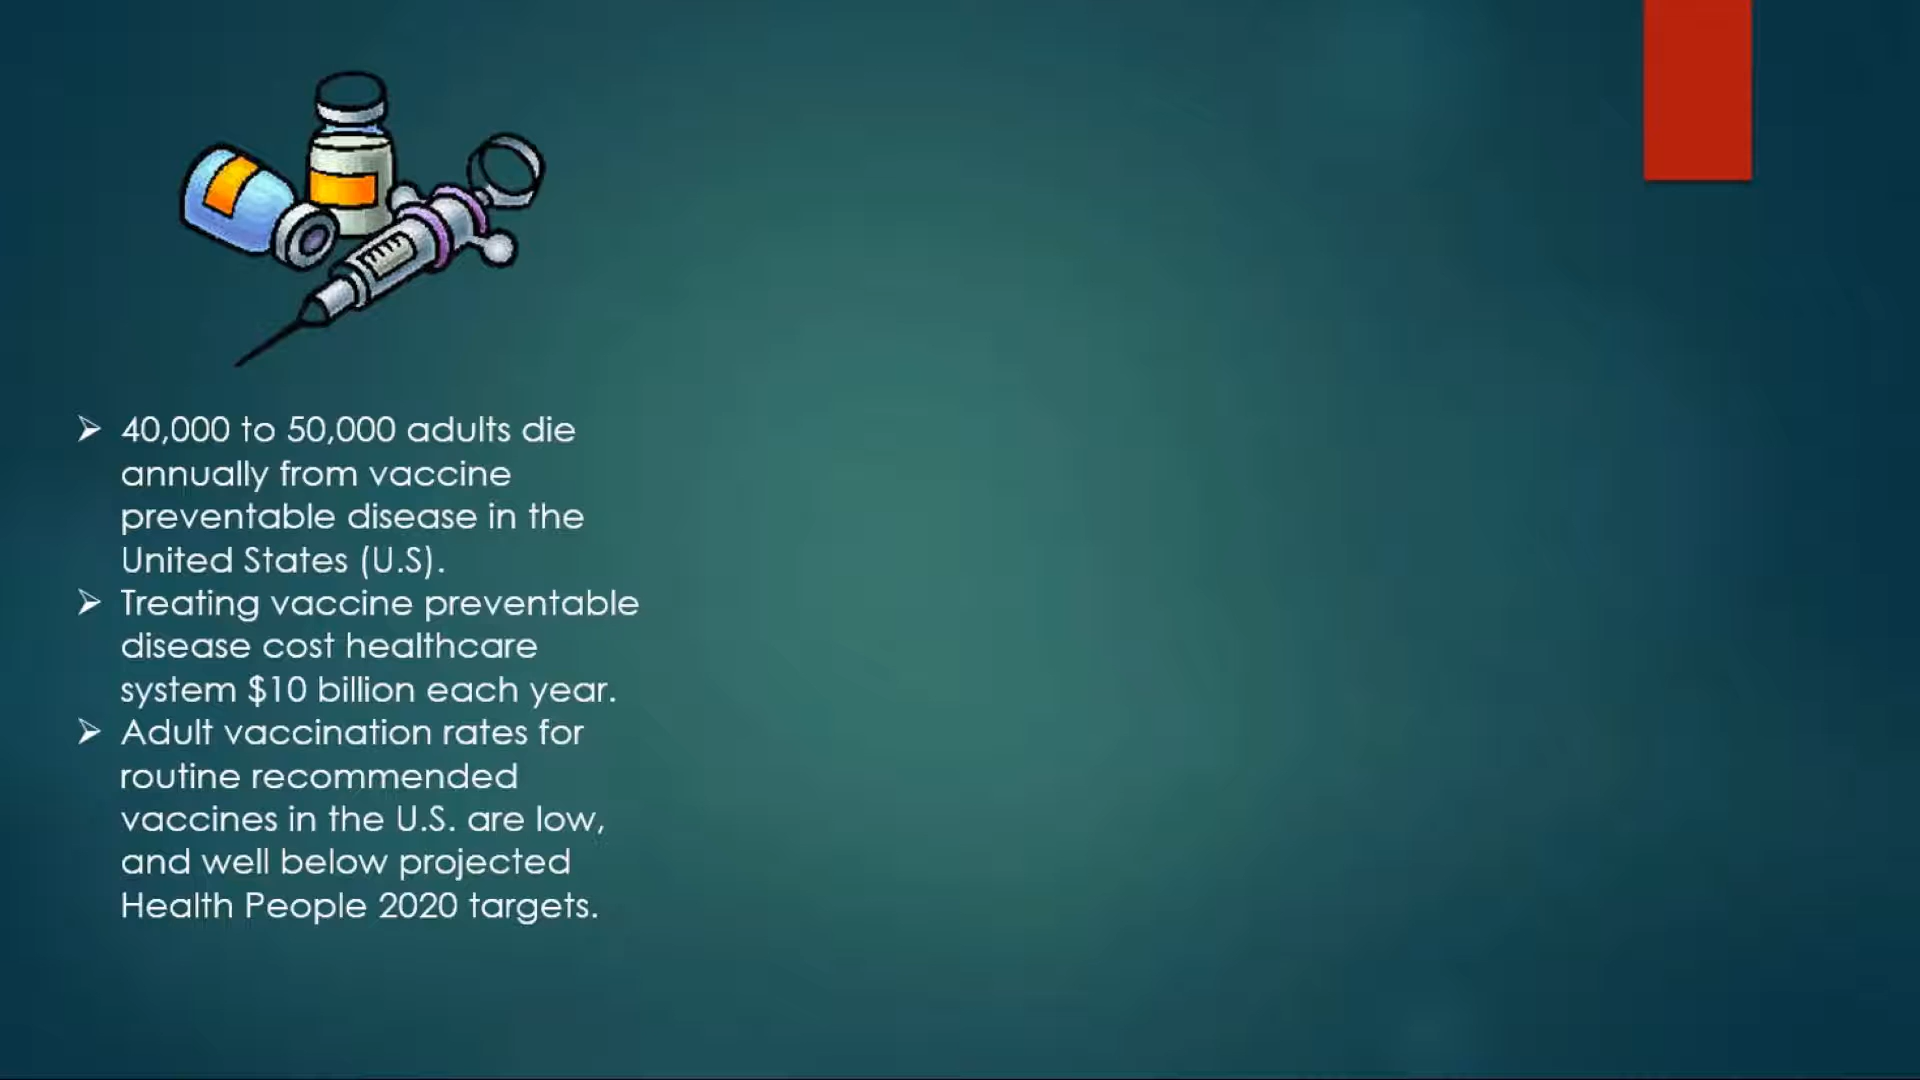 40,000 to 50,000 adults die
annually from vaccine
preventable disease in the
United States (U.S).
Treating vaccine preventable
disease cost healthcare
system $10 billion each year.
Adult vaccination rates for
routine recommended
vaccines in the U.S. are low,
and well below projected
Health People 2020 targets.